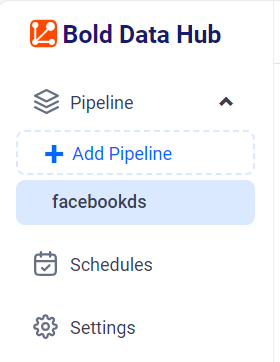 Bold Data Hub
Pipeline
Add Pipeline
facebookds
Schedules
Settings